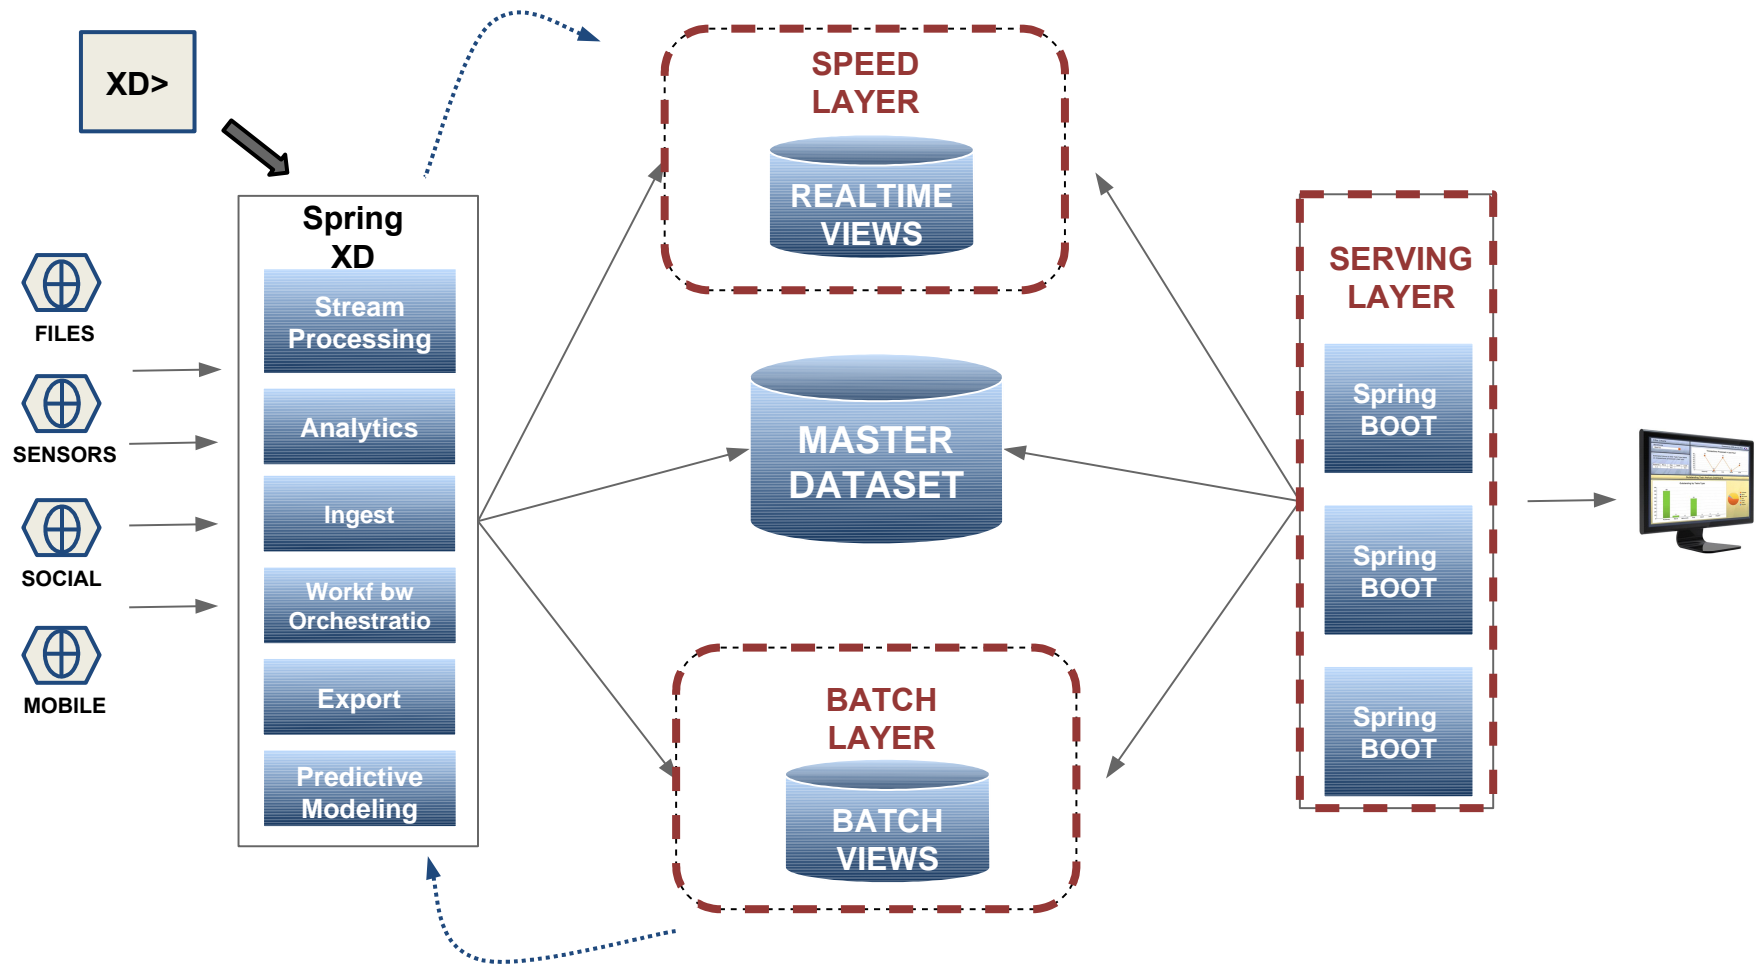 XD>
FILES
SENSORS
SOCIAL
MOBILE
Spring
XD
Stream
Processing
Analytics
Ingest
Workf bw
Orchestratio
Export
Predictive
Modeling
SPEED
LAYER
REALTIME
VIEWS
MASTER
DATASET
BATCH
LAYER
BATCH
VIEWS
SERVING
LAYER
Spring
BOOT
Spring
BOOT
Spring
BOOT